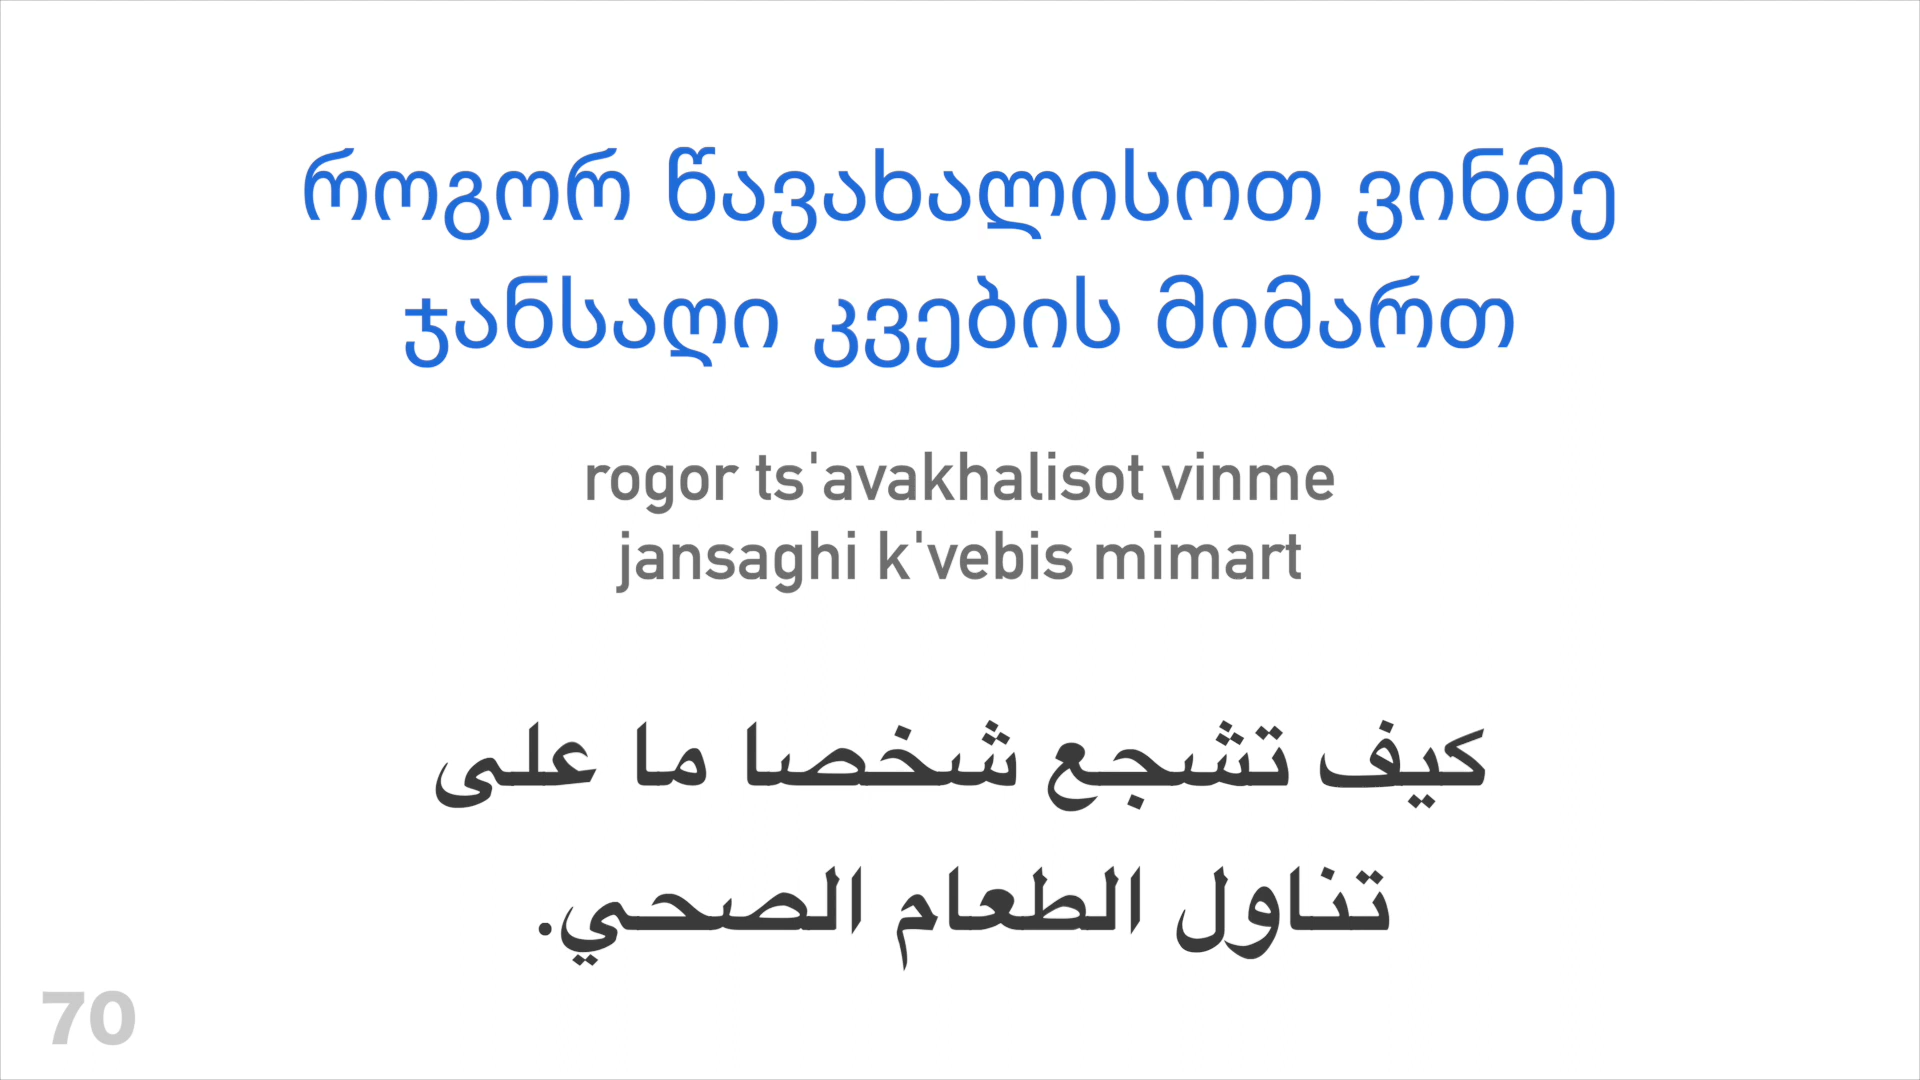 როგორ წავახალისოთ ვინმე
ჯანსაღი კვების მიმართ
rogor ts'avakhalisot vinme
jansaghi k'vebis mimart
كيف تشجع شخصا ما على
تناول الطعام الصحي.
70